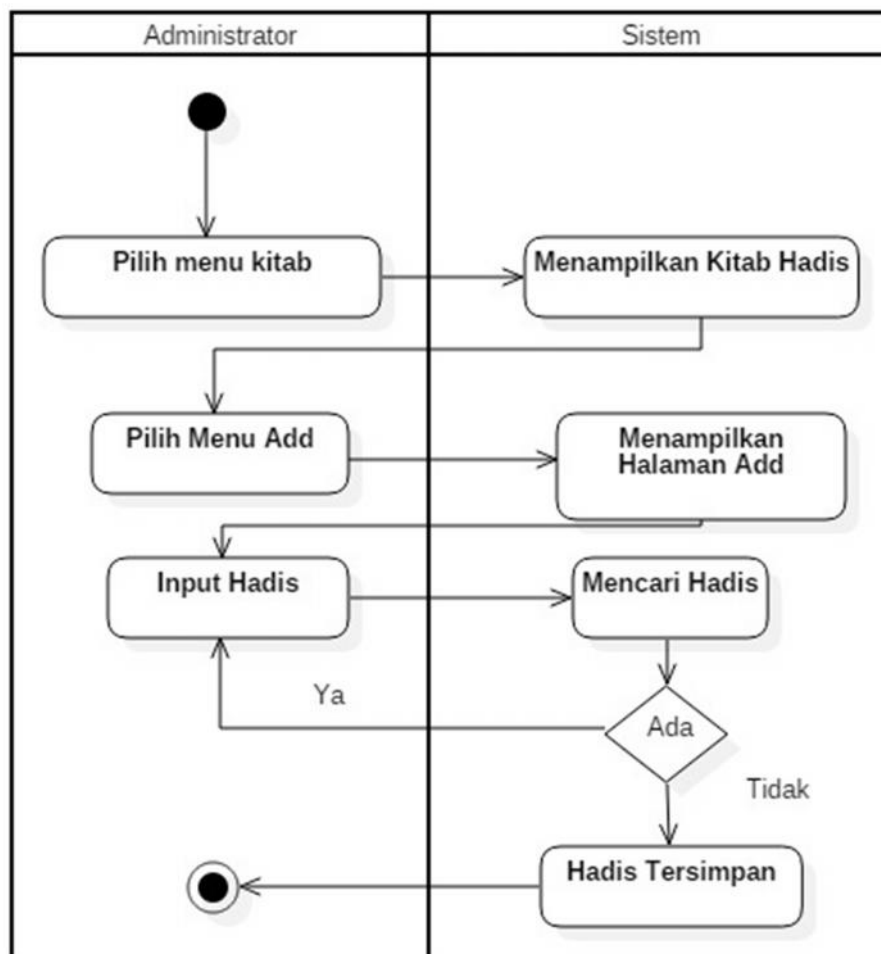 Administrator
Sistem
Pilih menu kitab
Menampilkan Kitab Hadis
Pilih Menu Add
Menampilkan
Halaman Add
Input Hadis
Mencari Hadis
Ya
Ada
Tidak
Hadis Tersimpan